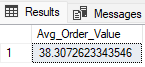 Results Messages
Avg_Order_Value
1 38.3072623343546